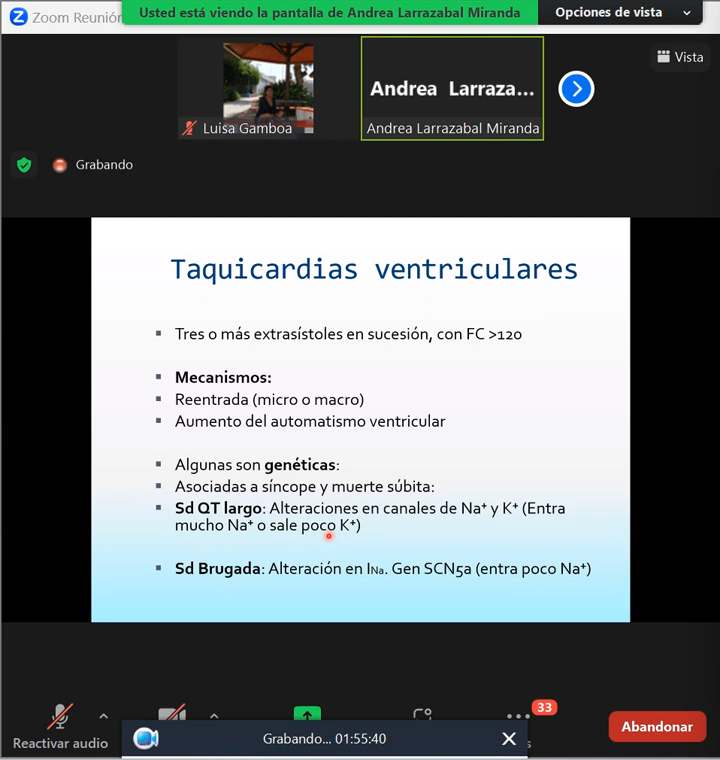 Zoom Reunión
Usted está viendo la pantalla de Andrea Larrazabal Miranda
Opciones de vista
Andrea Larraza...
Vista
Luisa Gamboa
Andrea Larrazabal Miranda
Grabando
Taquicardias ventriculares
▪ Tres o más extrasístoles en sucesión, con FC >120
▪ Mecanismos:
▪ Reentrada (micro o macro)
▪ Aumento del automatismo ventricular
▪ Algunas son genéticas:
▪ Asociadas a síncope y muerte súbita:
▪ Sd QT largo: Alteraciones en canales de Na⁺ y K⁺ (Entra
mucho Na⁺ o sale poco K⁺)
▪ Sd Brugada: Alteración en INa. Gen SCN5a (entra poco Na⁺)
33
Reactivar audio
Grabando... 01:55:40
Abandonar